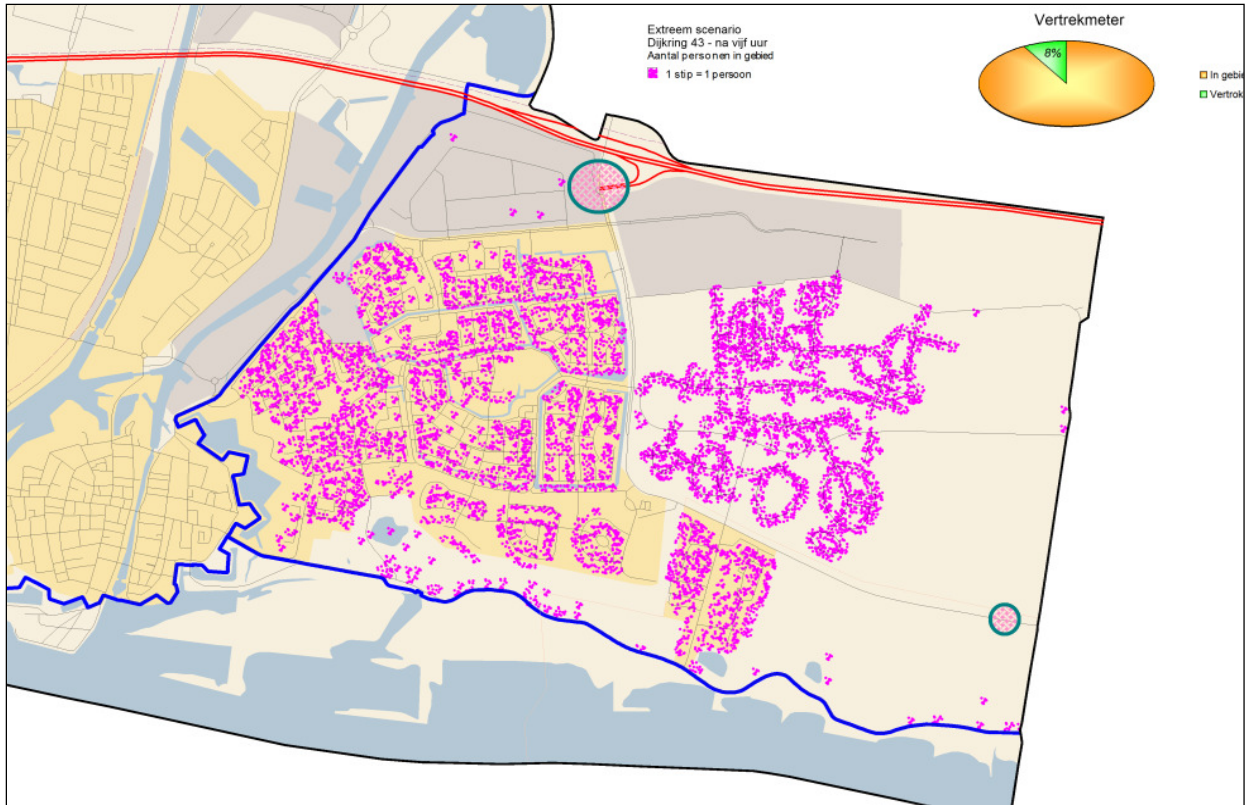 Extreem scenario
Dijkring 43 - na vijf uur
Aantal personen in gebied
1 stip = 1 persoon
Vertrekmeter
8%
In gebie
Vertrok